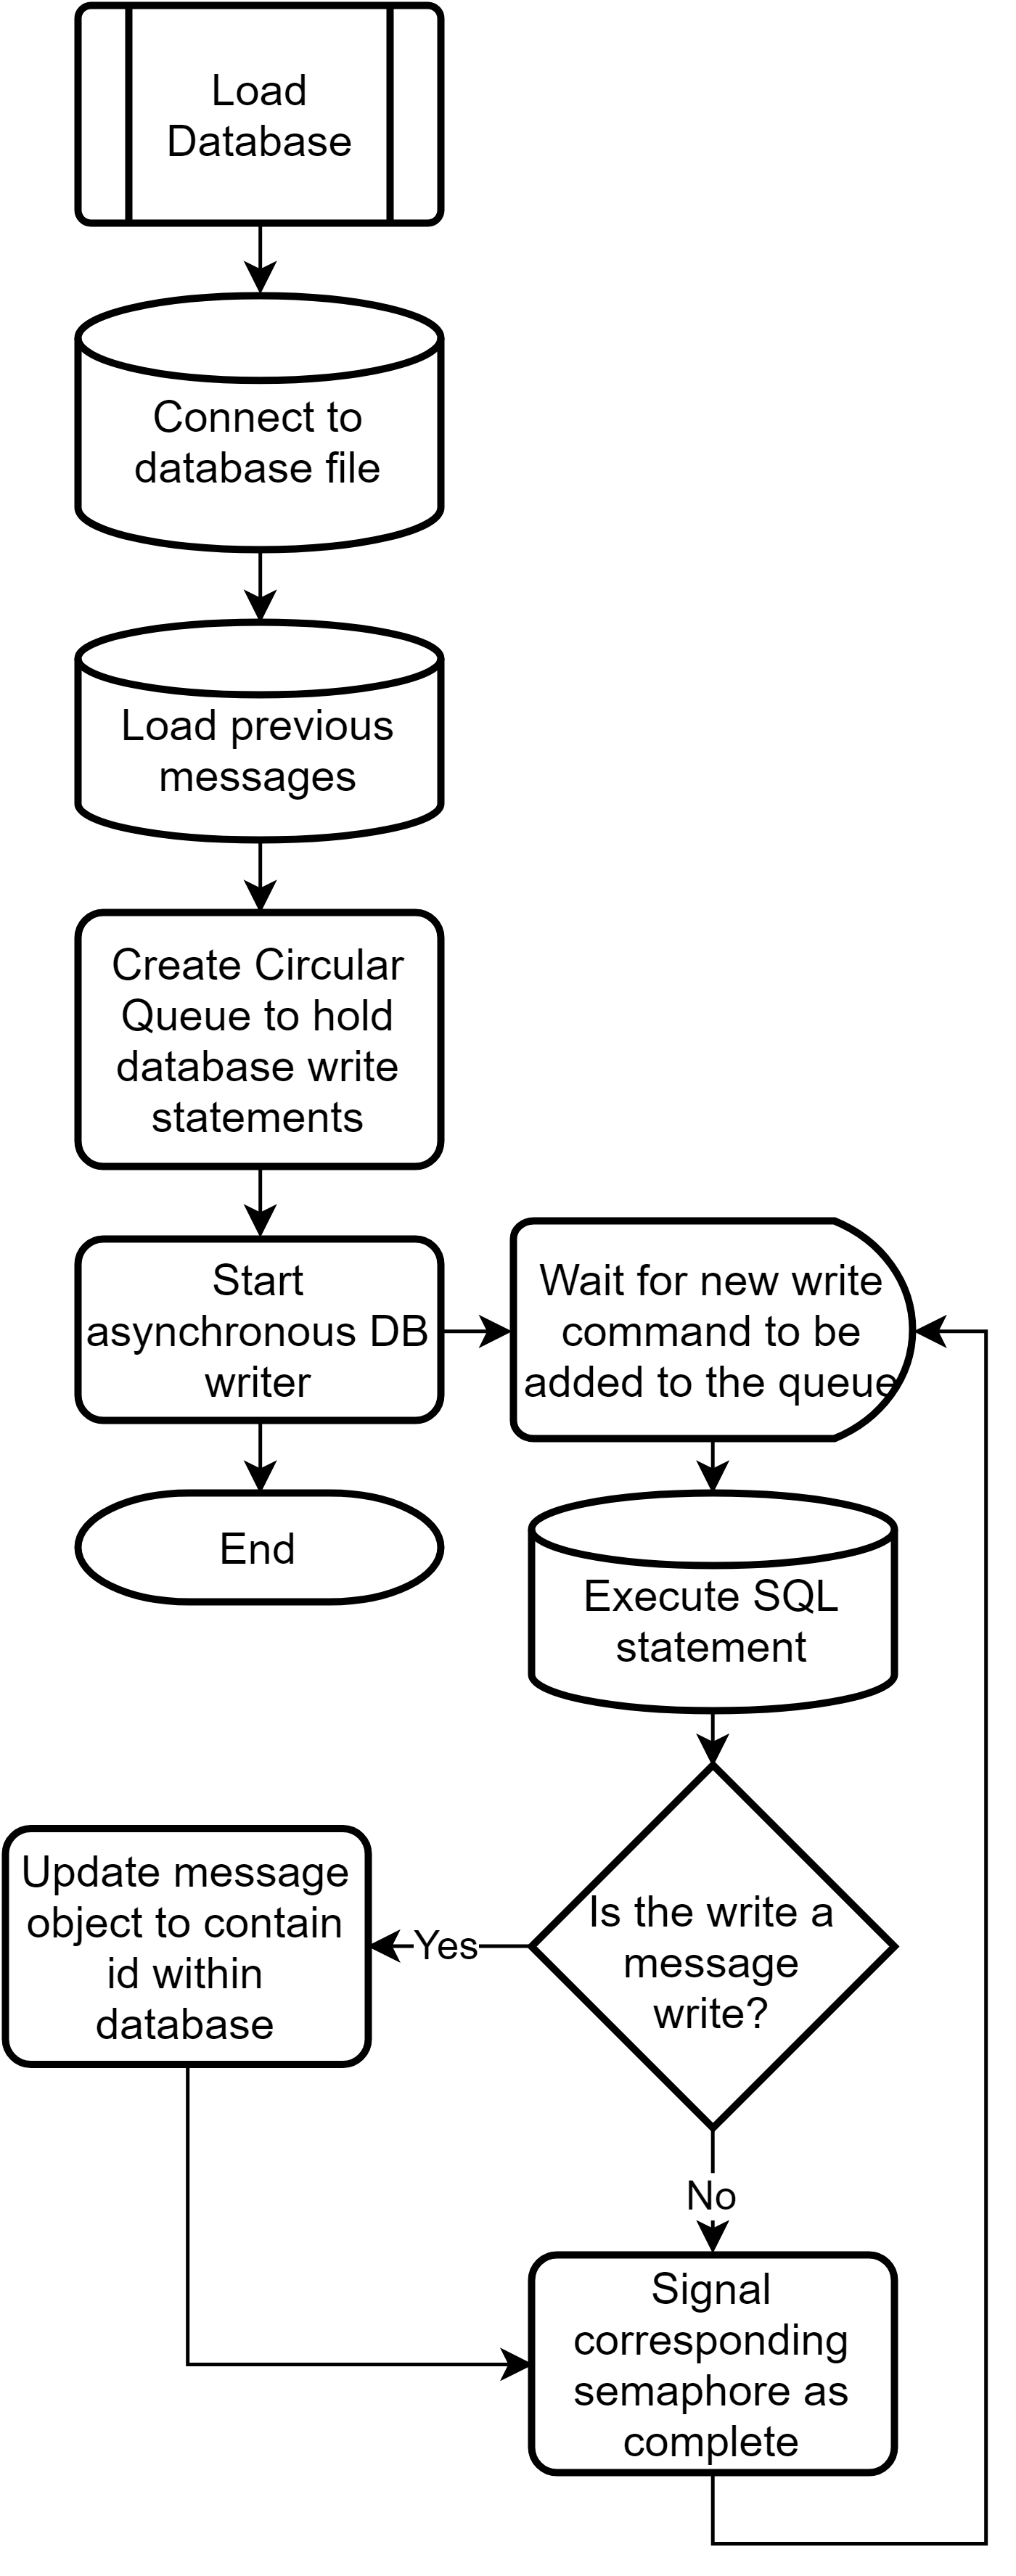 Load
Database
Connect to
database file
Load previous
messages
Create Circular
Queue to hold
database write
statements
Start
asynchronous DB
writer
Wait for new write
command to be
added to the queue
End
Execute SQL
statement
Is the write a
message
write?
Yes
Update message
object to contain
id within
database
No
Signal
corresponding
semaphore as
complete